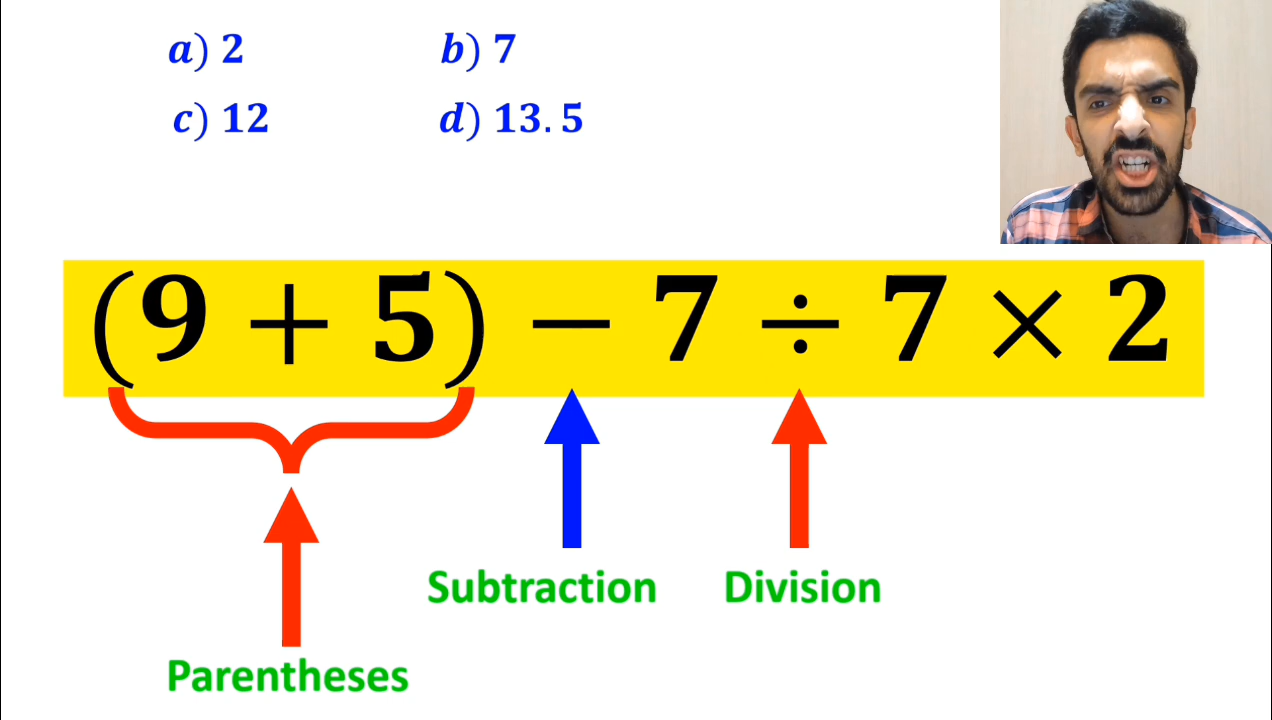 a) 2 b) 7
c) 12 d) 13.5
(9 + 5) − 7 ÷ 7 × 2
Subtraction Division
Parentheses